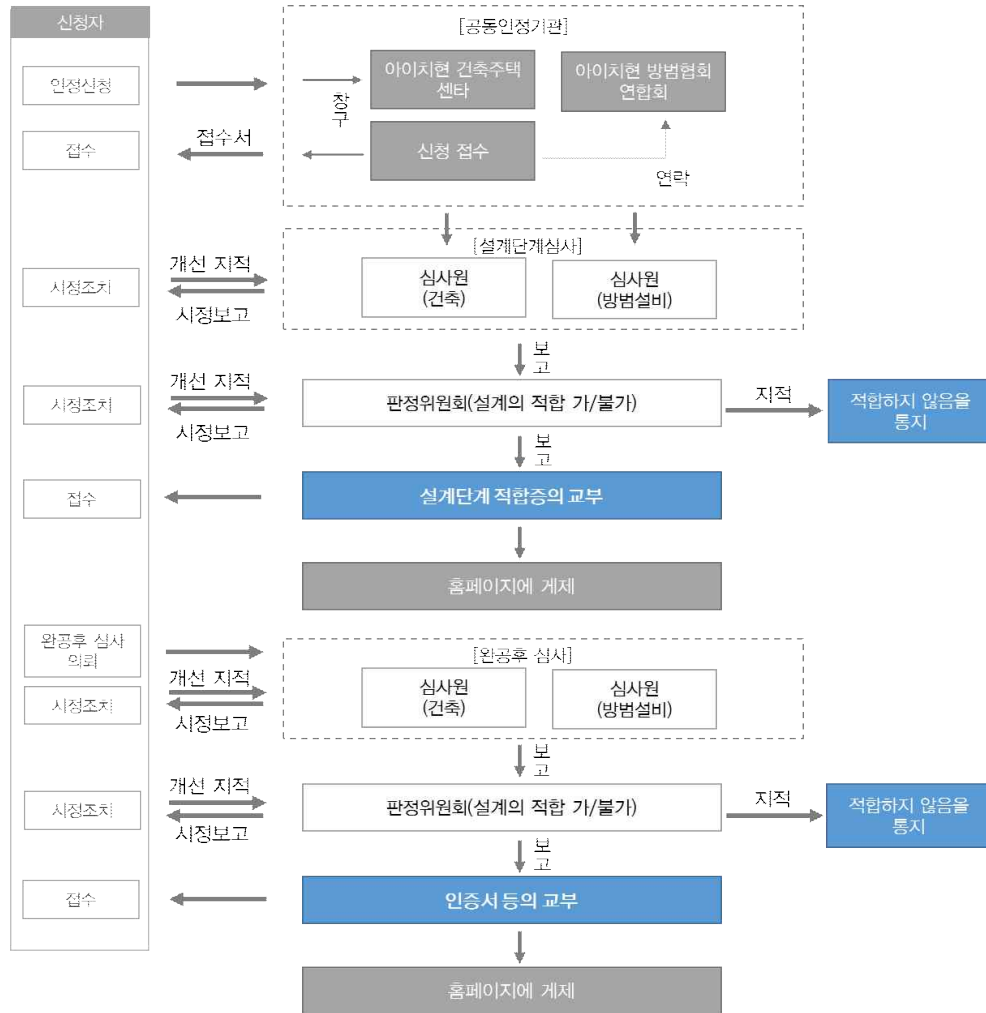 신청자
[공동인정기관]
인정신청
아이치현 건축주택
센타
아이치현 방범협회
연합회
창
구
접수
접수서
신청 접수
연락
[설계단계심사]
시정조치
개선 지적
시정보고
심사원
(건축)
심사원
(방범설비)
보
고
시정조치
개선 지적
시정보고
판정위원회(설계의 적합 가/불가)
지적
적합하지 않음을
통지
보
고
접수
설계단계 적합증의 교부
홈페이지에 게제
완공후 심사
의뢰
[완공후 심사]
시정조치
개선 지적
시정보고
심사원
(건축)
심사원
(방범설비)
보
고
시정조치
개선 지적
시정보고
판정위원회(설계의 적합 가/불가)
지적
적합하지 않음을
통지
보
고
접수
인증서 등의 교부
홈페이지에 게제